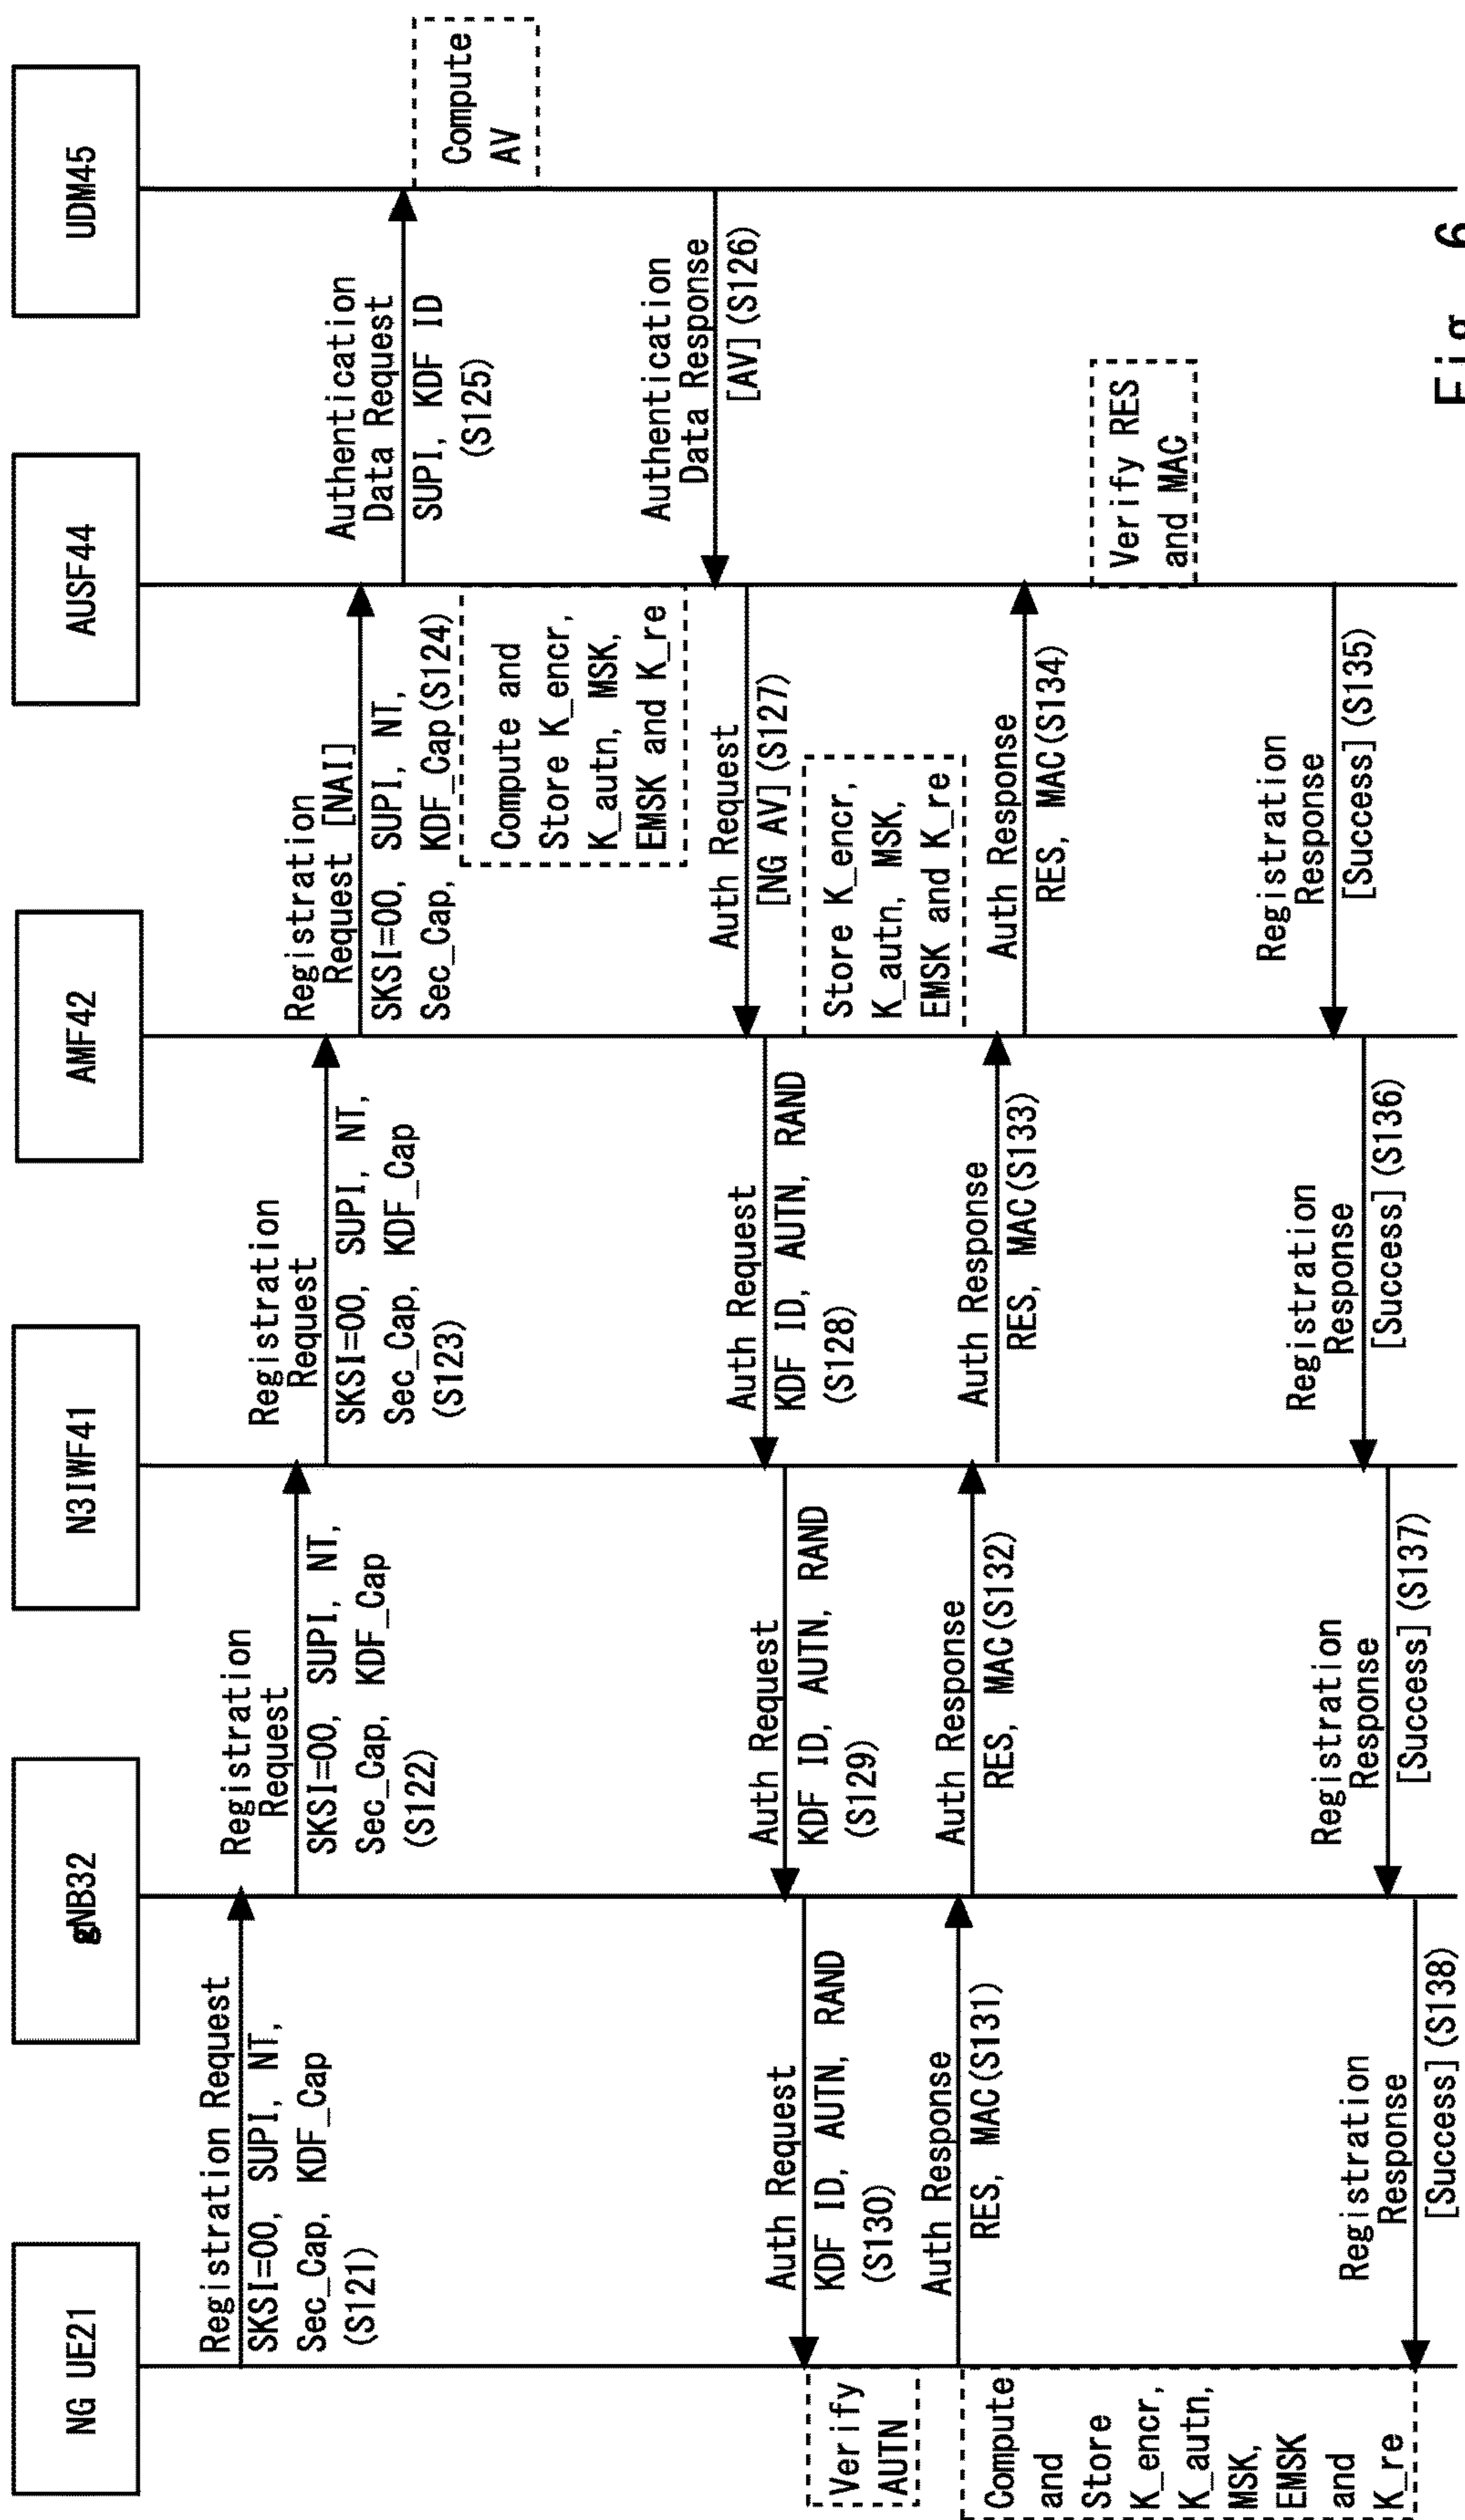 NG UE21
gNB32
N3IWF41
AMF42
AUSF44
UDM45
Registration Request
SKSI=00, SUPI, NT,
Sec_Cap, KDF_Cap
(S121)
Registration
Request
SKSI=00, SUPI, NT,
Sec_Cap, KDF_Cap
(S122)
Registration
Request
SKSI=00, SUPI, NT,
Sec_Cap, KDF_Cap
(S123)
Registration
Request [NAI]
SKSI=00, SUPI, NT,
Sec_Cap, KDF_Cap(S124)
Authentication
Data Request
SUPI, KDF ID
(S125)
Compute
AV
Compute and
Store K_encr,
K_autn, MSK,
EMSK and K_re
Authentication
Data Response
[AV](S126)
Auth Request
[NG AV](S127)
Auth Request
KDF ID, AUTN, RAND
(S128)
Auth Request
KDF ID, AUTN, RAND
(S129)
Auth Request
KDF ID, AUTN, RAND
(S130)
Verify
AUTN
Store K_encr,
K_autn, MSK,
EMSK and K_re
Auth Response
RES, MAC(S131)
Auth Response
RES, MAC(S132)
Auth Response
RES, MAC(S133)
Auth Response
RES, MAC(S134)
Compute
and
Store
K_encr,
K_autn,
MSK,
EMSK
and
K_re
Verify RES
and MAC
Registration
Response
[Success](S135)
Registration
Response
[Success](S136)
Registration
Response
[Success](S137)
Registration
Response
[Success](S138)
Fig. 6